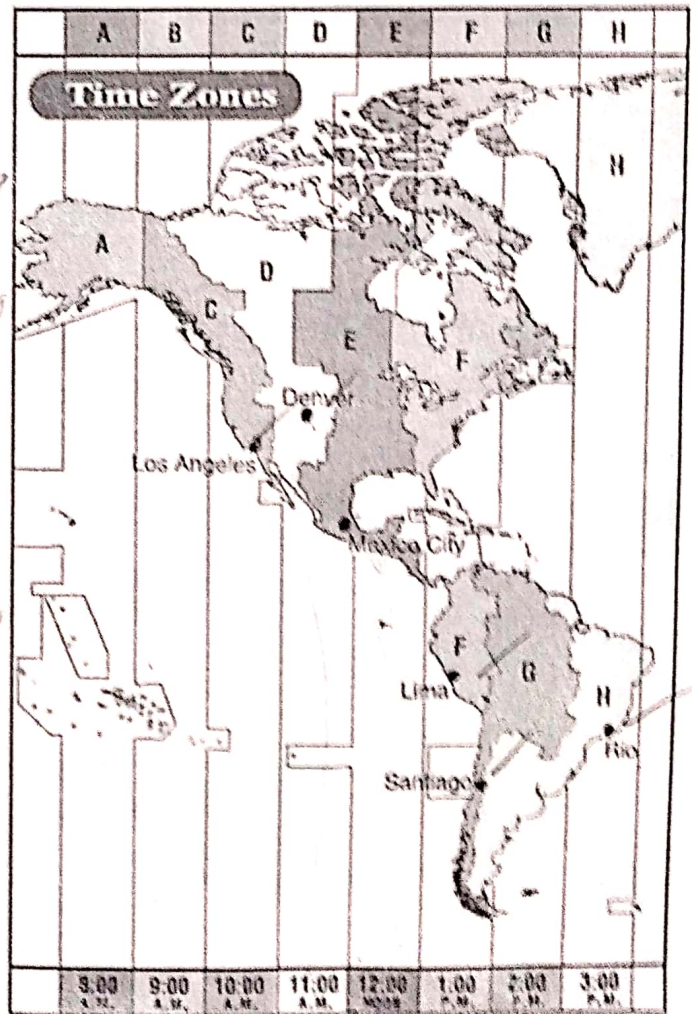 A B C D E F G H
Time Zones
H
A
D
C
E
F
Denver
Los Angeles
Mexico City
F
G
Lima
H
Rio
Santiago
8:00 9:00 10:00 11:00 12:00 1:00 2:00 3:00
A.M. A.M. A.M. A.M. NOON P.M. P.M. P.M.